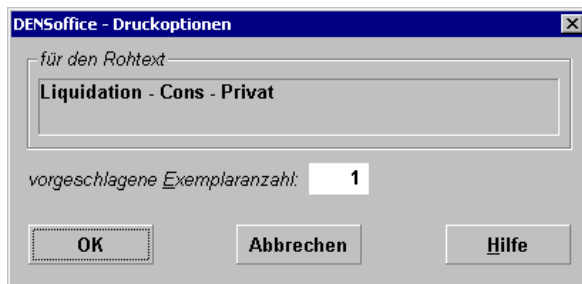 DENSoffice - Druckoptionen
für den Rohtext
Liquidation - Cons - Privat
vorgeschlagene Exemplaranzahl: 1
OK Abbrechen Hilfe